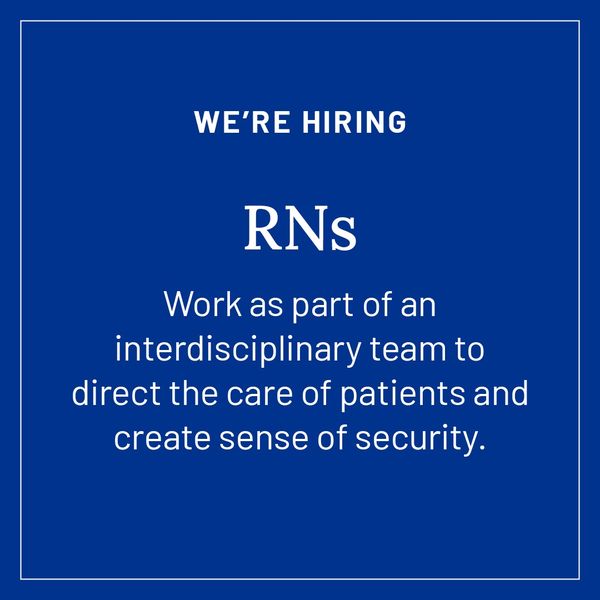 WE’RE HIRING
RNs
Work as part of an
interdisciplinary team to
direct the care of patients and
create sense of security.